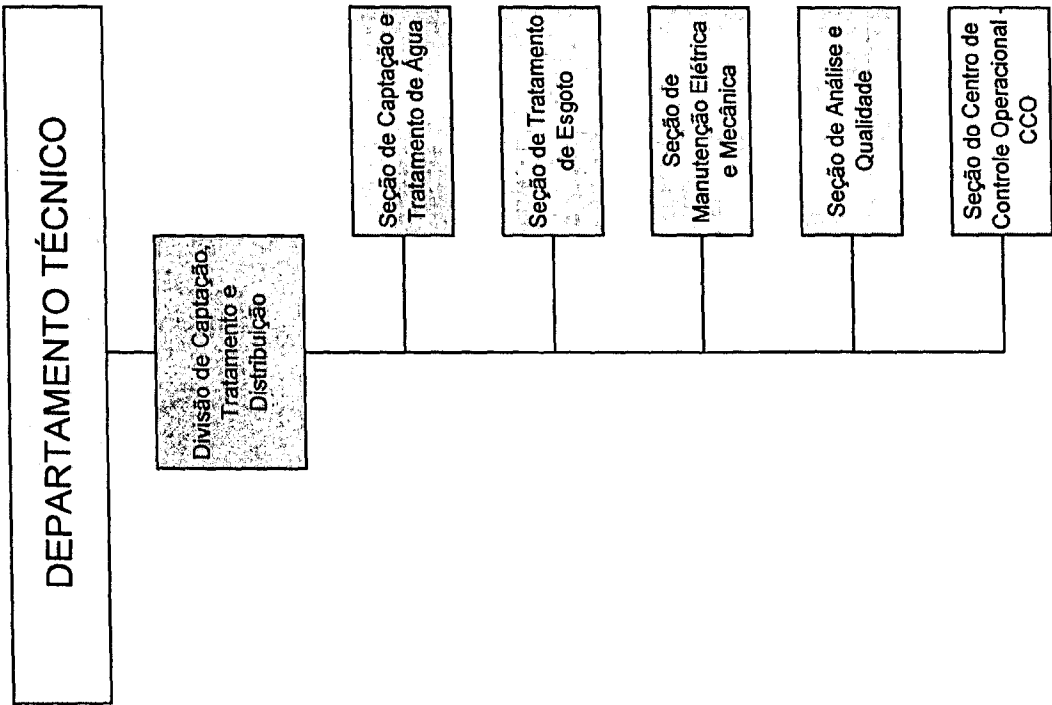 DEPARTAMENTO TÉCNICO
Divisão de Captação,
Tratamento e
Distribuição
Seção de Captação e
Tratamento de Água
Seção de Tratamento
de Esgoto
Seção de
Manutenção Elétrica
e Mecânica
Seção de Análise e
Qualidade
Seção do Centro de
Controle Operacional -
CCO